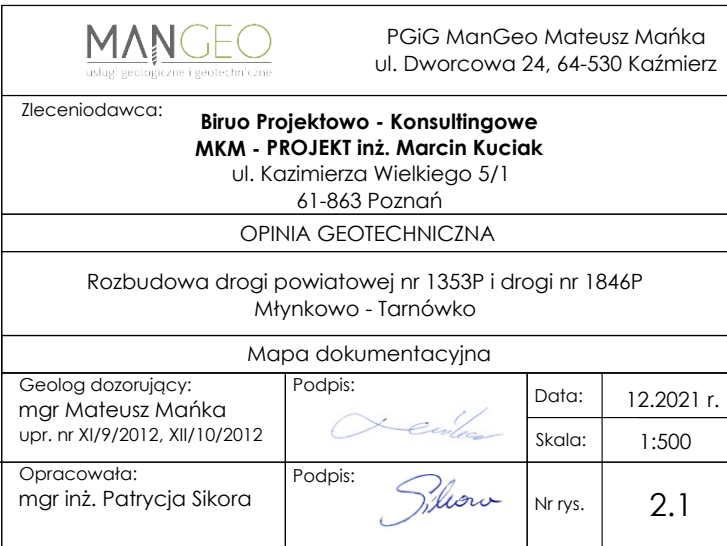 MANGEO
usługi geologiczne i geotechniczne
PGiG ManGeo Mateusz Mańka
ul. Dworcowa 24, 64-530 Kaźmierz
Zleceniodawca:
Biruo Projektowo - Konsultingowe
MKM - PROJEKT inż. Marcin Kuciak
ul. Kazimierza Wielkiego 5/1
61-863 Poznań
OPINIA GEOTECHNICZNA
Rozbudowa drogi powiatowej nr 1353P i drogi nr 1846P
Młynkowo - Tarnówko
Mapa dokumentacyjna
Geolog dozorujący:
mgr Mateusz Mańka
upr. nr XI/9/2012, XII/10/2012
Podpis:
Data:
12.2021 r.
Skala:
1:500
Opracowała:
mgr inż. Patrycja Sikora
Podpis:
Sikora
Nr rys.
2.1